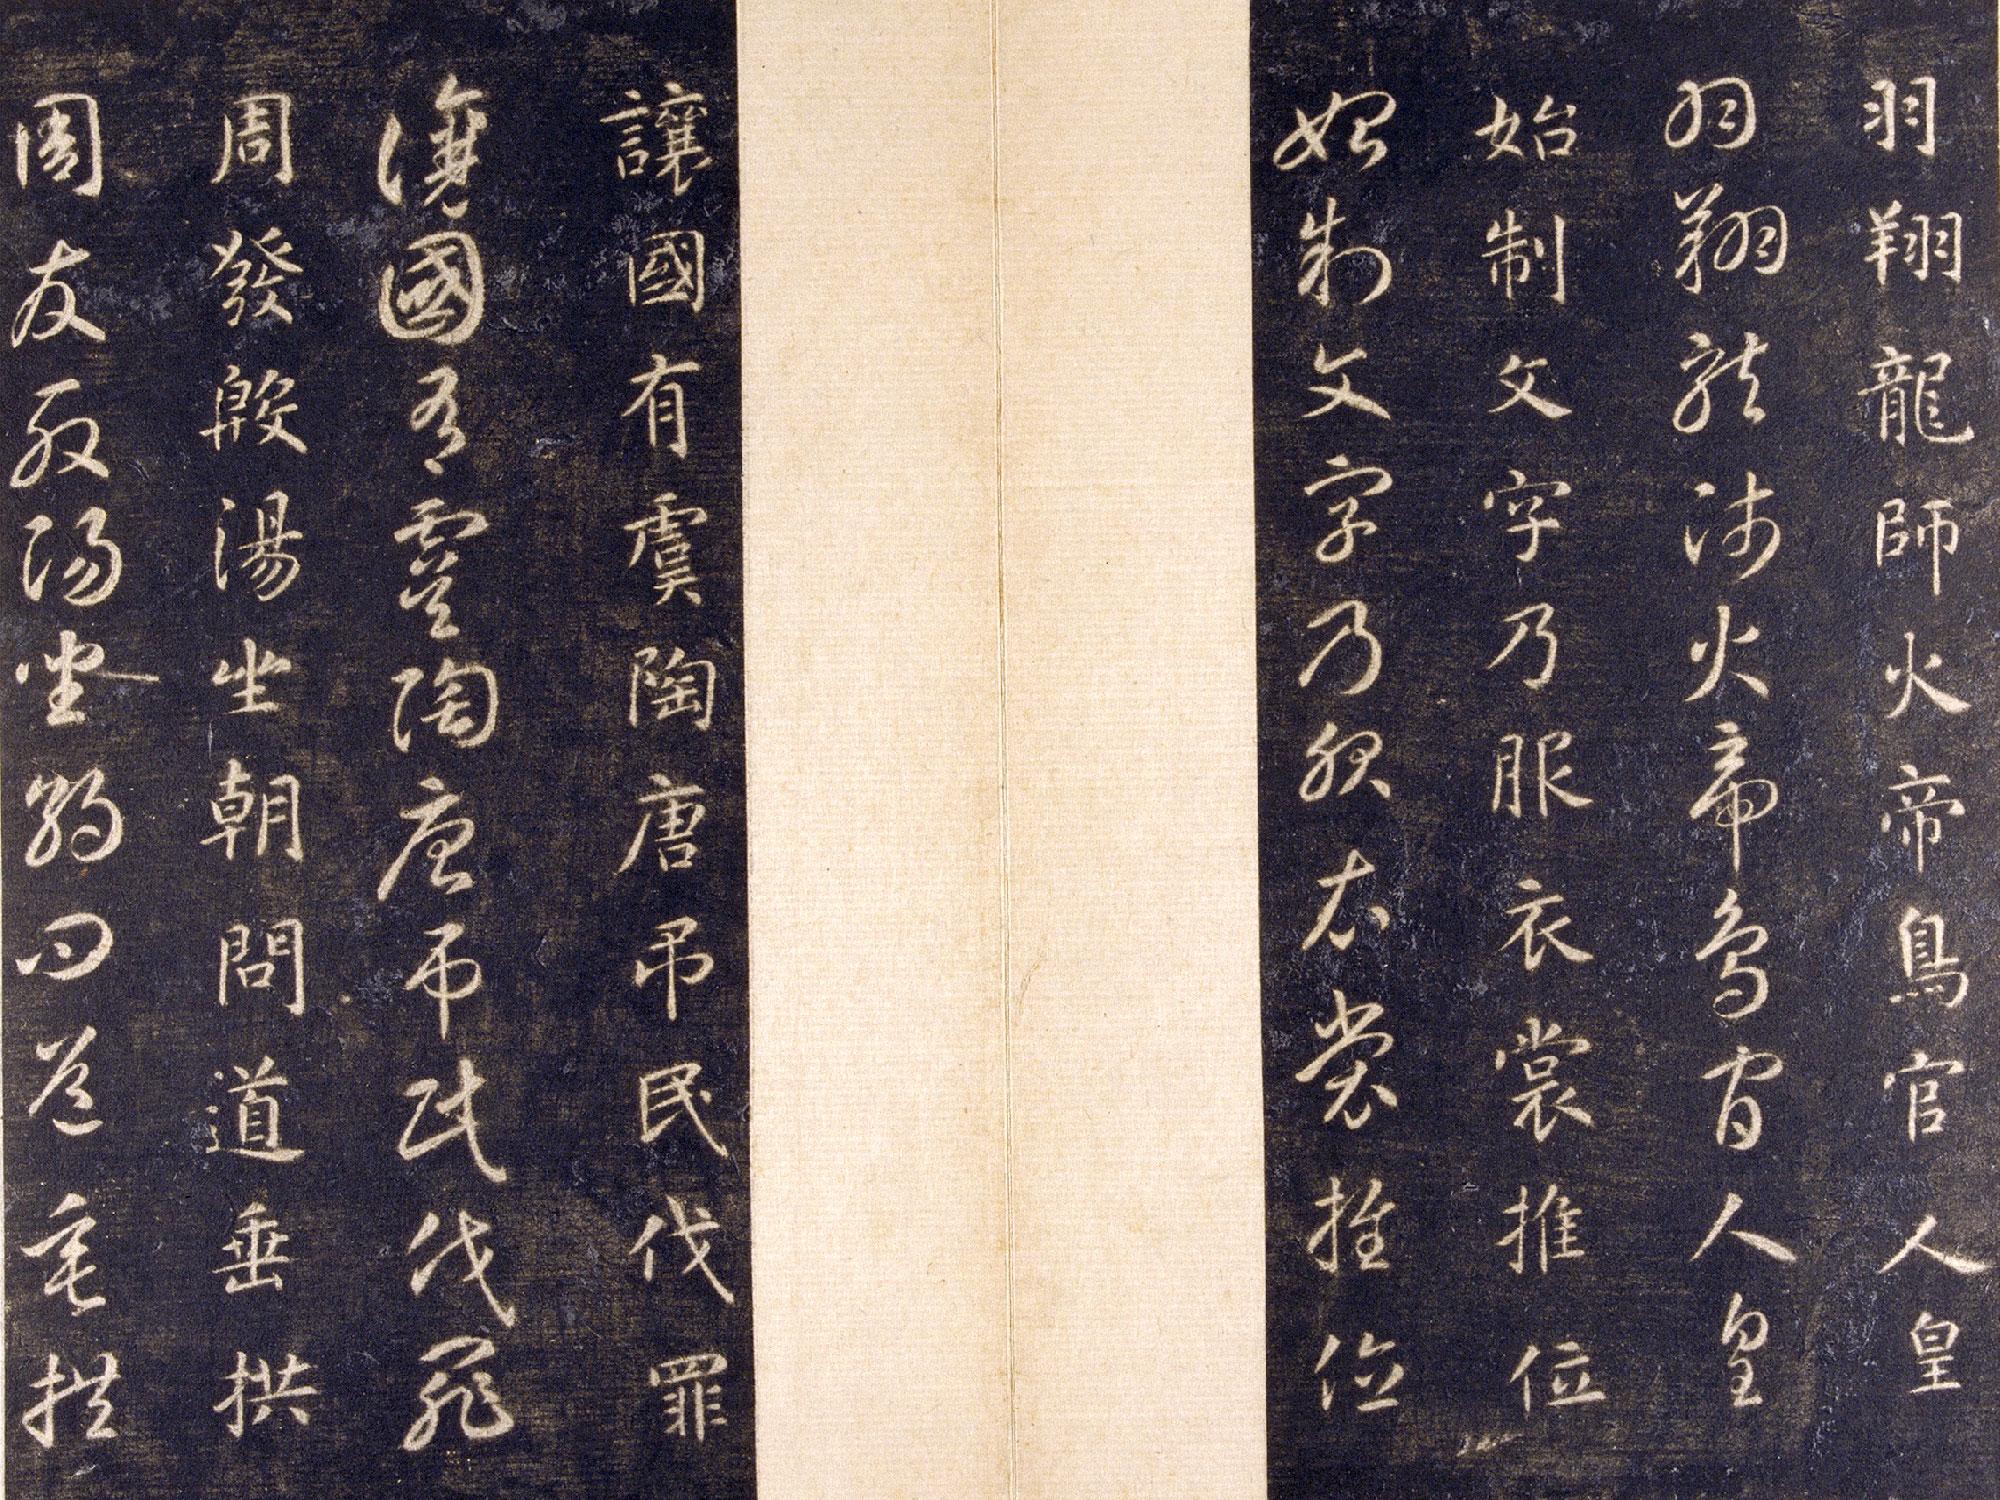 羽翔龍師火帝鳥官人皇
羽翔龍師火帝鳥官人皇
始制文字乃服衣裳推位
始制文字乃服衣裳推位
讓國有虞陶唐吊民伐罪
讓國有虞陶唐吊民伐罪
周發殷湯坐朝問道垂拱
周發殷湯坐朝問道垂拱